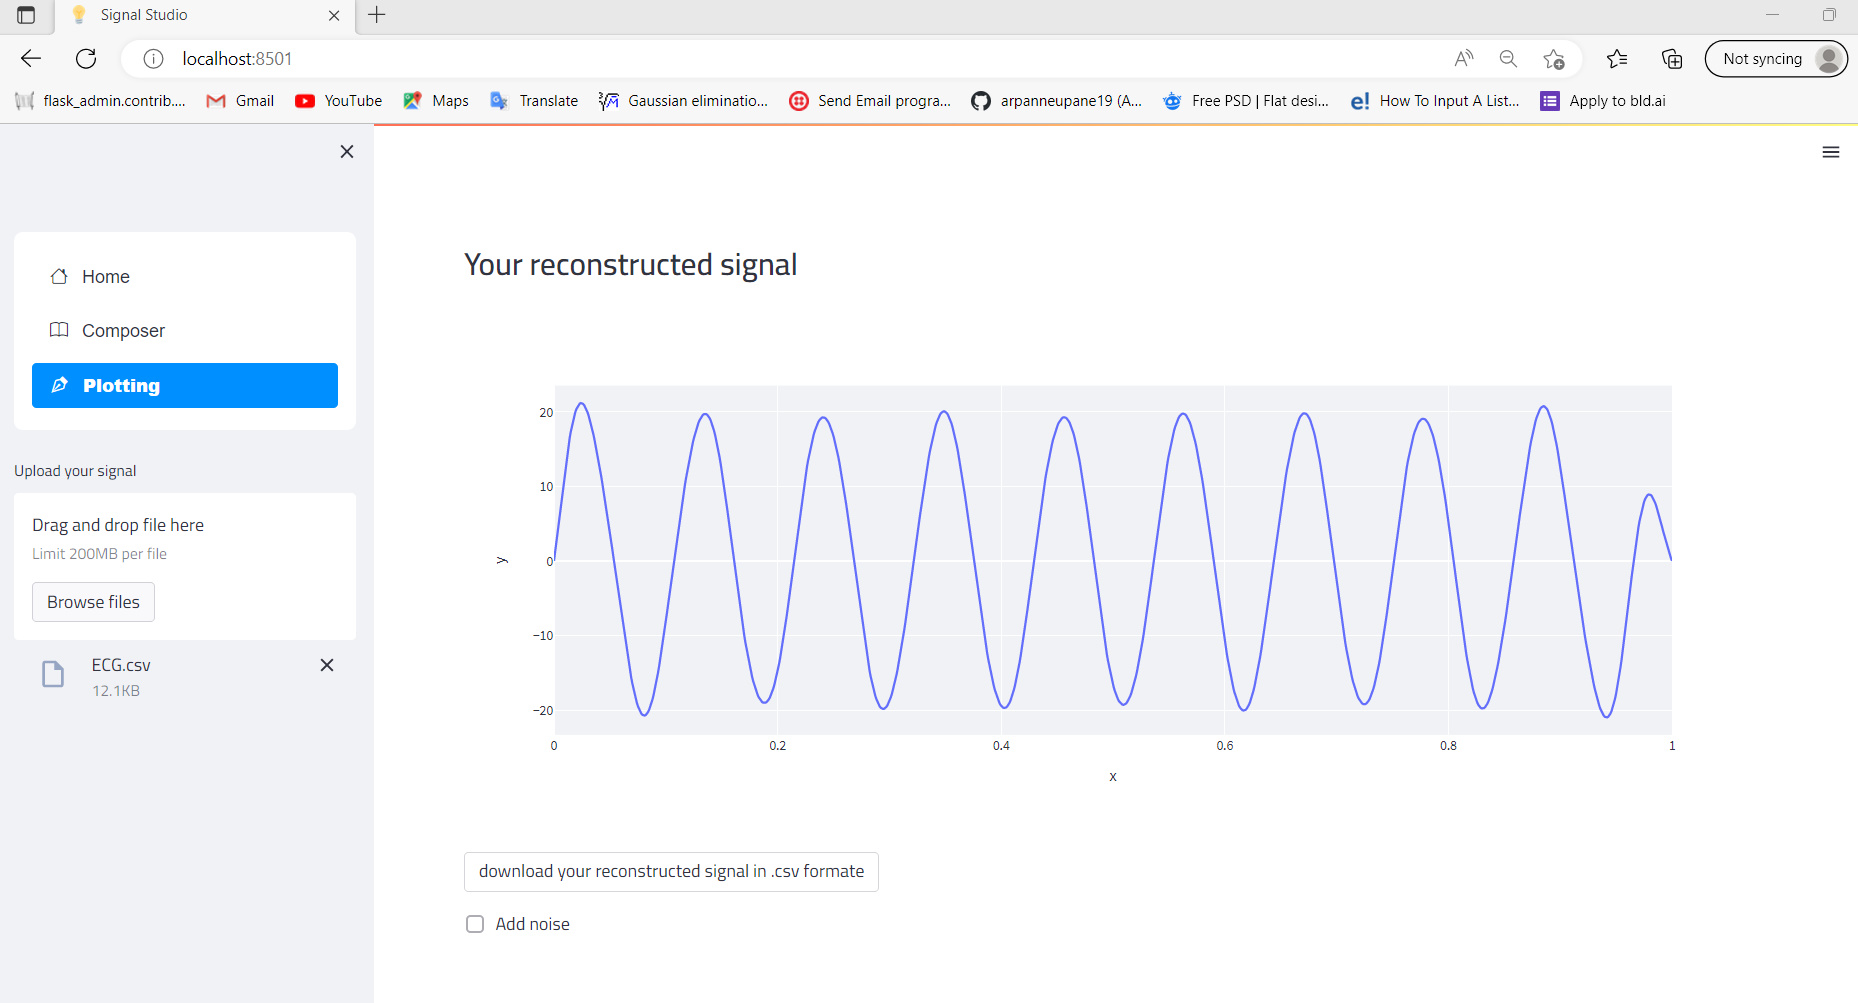 Signal Studio
localhost:8501
Not syncing
flask_admin.contrib....
Gmail
YouTube
Maps
Translate
Gaussian eliminatio...
Send Email progra...
arpanneupane19 (A...
Free PSD | Flat desi...
How To Input A List...
Apply to bld.ai
Home
Composer
Plotting
Upload your signal
Drag and drop file here
Limit 200MB per file
Browse files
ECG.csv
12.1KB
Your reconstructed signal
20
10
0
−10
−20
y
0
0.2
0.4
0.6
0.8
1
x
download your reconstructed signal in .csv formate
Add noise